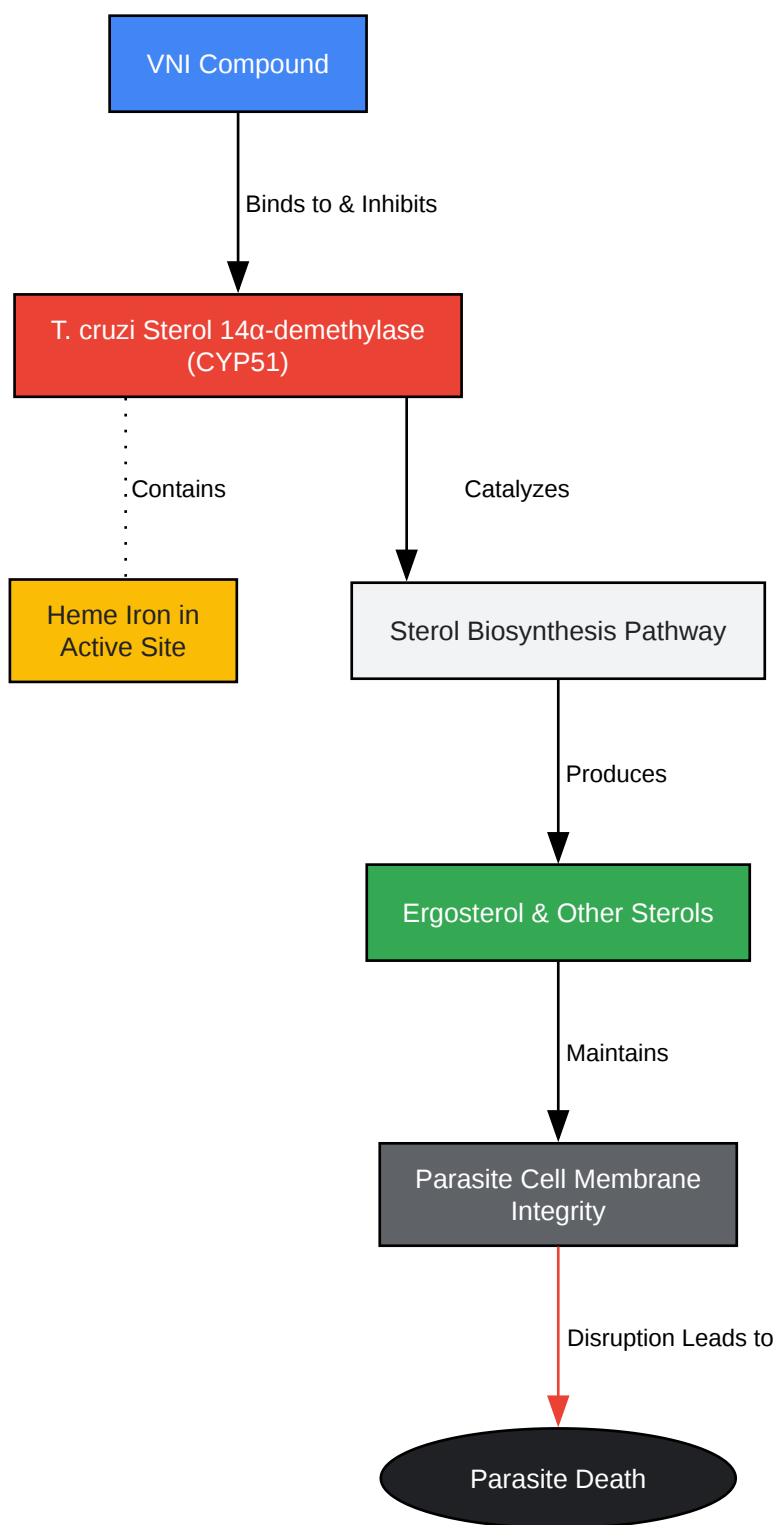 VNI Compound
Binds to & Inhibits
T. cruzi Sterol 14α-demethylase
(CYP51)
Contains
Catalyzes
Heme Iron in
Active Site
Sterol Biosynthesis Pathway
Produces
Ergosterol & Other Sterols
Maintains
Parasite Cell Membrane
Integrity
Disruption Leads to
Parasite Death